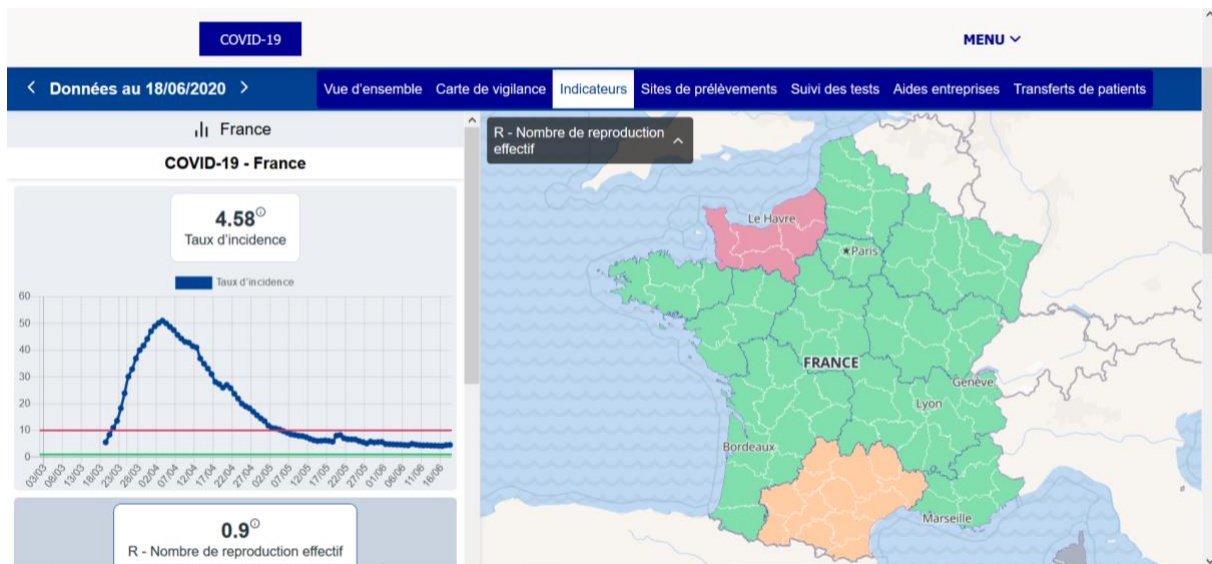 COVID-19
MENU
Données au 18/06/2020
Vue d'ensemble
Carte de vigilance
Indicateurs
Sites de prélèvements
Suivi des tests
Aides entreprises
Transferts de patients
France
COVID-19 - France
4.58
Taux d'incidence
Taux d'incidence
60
50
40
30
20
10
0
03/03
08/03
13/03
18/03
23/03
28/03
02/04
07/04
12/04
17/04
22/04
27/04
02/05
07/05
12/05
17/05
22/05
27/05
01/06
06/06
11/06
16/06
0.9
R - Nombre de reproduction effectif
R - Nombre de reproduction
effectif
Le Havre
Paris
FRANCE
Genève
Lyon
Bordeaux
Marseille